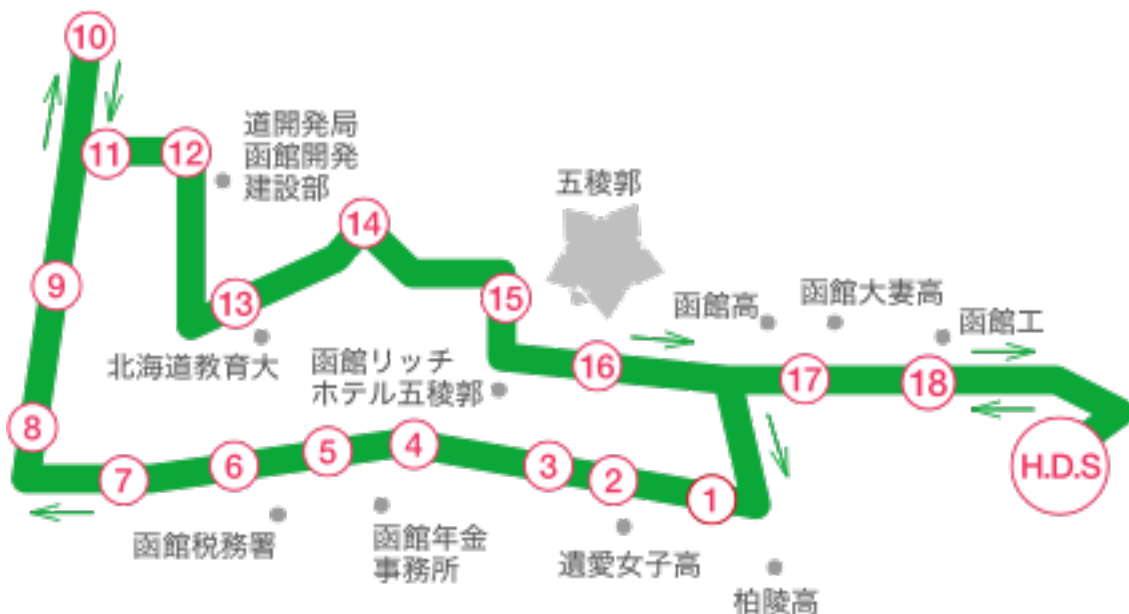 10
11
12
道開発局
函館開発
建設部
五稜郭
14
9
13
15
函館高
函館大妻高
函館工
北海道教育大
函館リッチ
ホテル五稜郭
16
17
18
8
7
6
5
4
3
2
1
H.D.S
函館税務署
函館年金
事務所
遺愛女子高
柏陵高